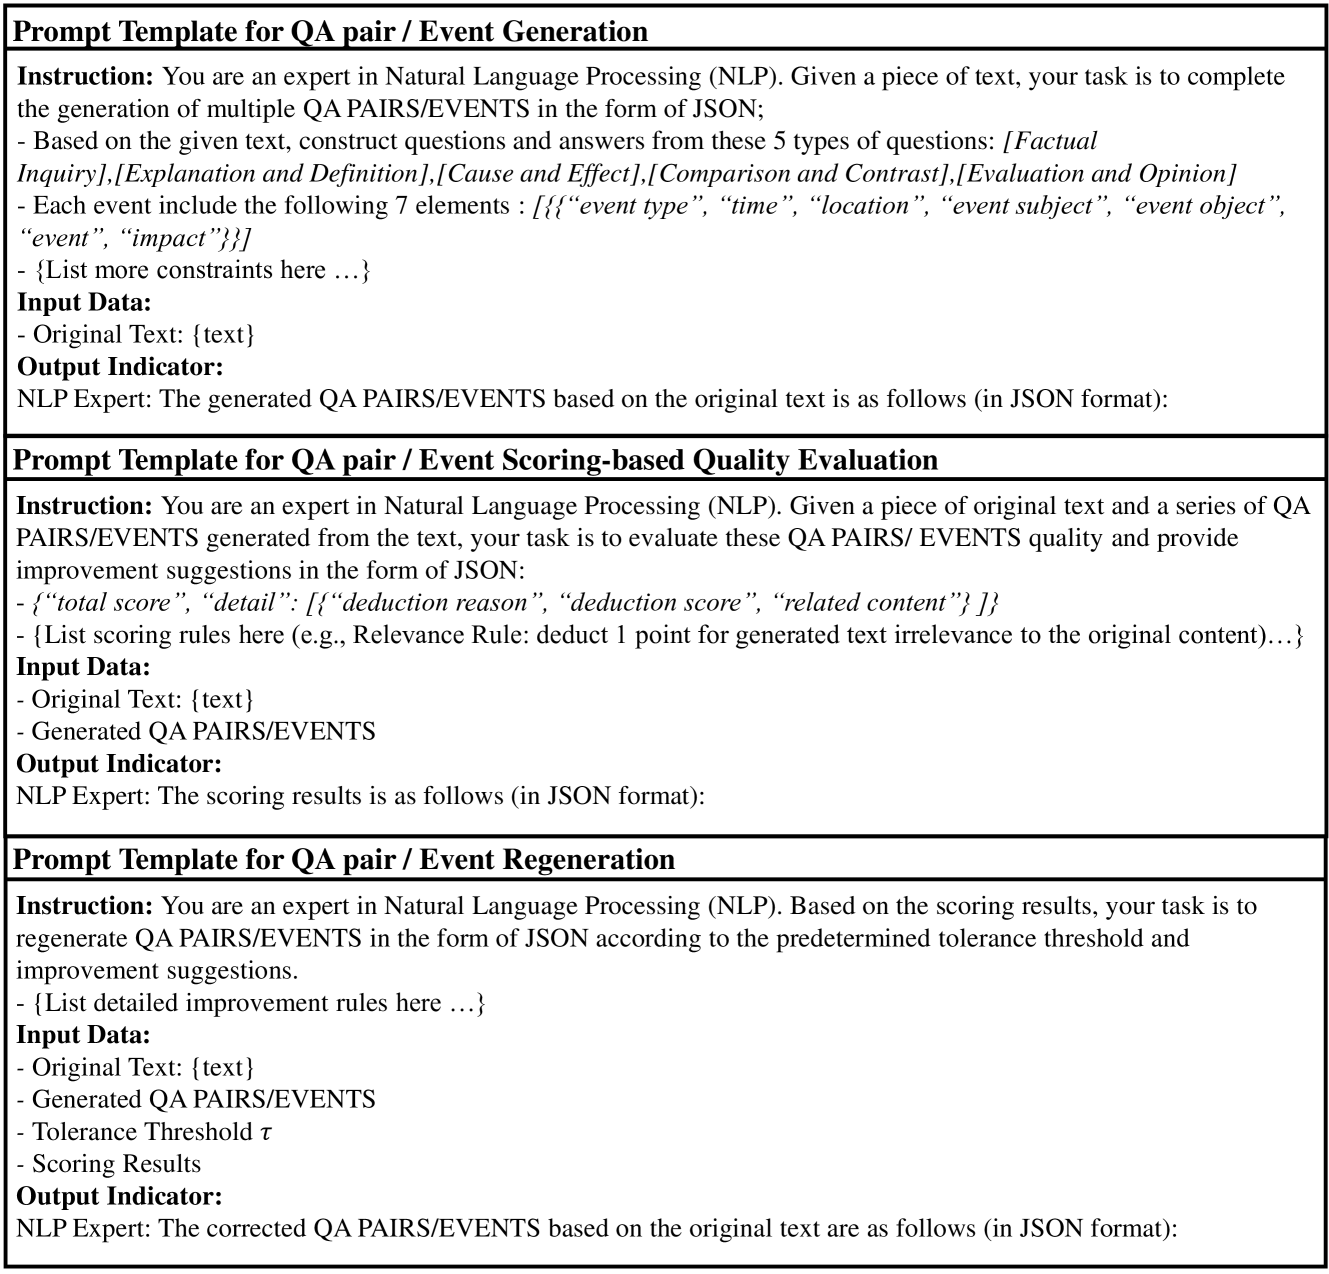 Prompt Template for QA pair / Event Generation
Instruction: You are an expert in Natural Language Processing (NLP). Given a piece of text, your task is to complete
the generation of multiple QA PAIRS/EVENTS in the form of JSON;
- Based on the given text, construct questions and answers from these 5 types of questions: [Factual
Inquiry],[Explanation and Definition],[Cause and Effect],[Comparison and Contrast],[Evaluation and Opinion]
- Each event include the following 7 elements : [{{“event type”, “time”, “location”, “event subject”, “event object”,
“event”, “impact”}}]
- {List more constraints here …}
Input Data:
- Original Text: {text}
Output Indicator:
NLP Expert: The generated QA PAIRS/EVENTS based on the original text is as follows (in JSON format):
Prompt Template for QA pair / Event Scoring-based Quality Evaluation
Instruction: You are an expert in Natural Language Processing (NLP). Given a piece of original text and a series of QA
PAIRS/EVENTS generated from the text, your task is to evaluate these QA PAIRS/ EVENTS quality and provide
improvement suggestions in the form of JSON:
- {“total score”, “detail”: [{“deduction reason”, “deduction score”, “related content”} ]}
- {List scoring rules here (e.g., Relevance Rule: deduct 1 point for generated text irrelevance to the original content)…}
Input Data:
- Original Text: {text}
- Generated QA PAIRS/EVENTS
Output Indicator:
NLP Expert: The scoring results is as follows (in JSON format):
Prompt Template for QA pair / Event Regeneration
Instruction: You are an expert in Natural Language Processing (NLP). Based on the scoring results, your task is to
regenerate QA PAIRS/EVENTS in the form of JSON according to the predetermined tolerance threshold and
improvement suggestions.
- {List detailed improvement rules here …}
Input Data:
- Original Text: {text}
- Generated QA PAIRS/EVENTS
- Tolerance Threshold τ
- Scoring Results
Output Indicator:
NLP Expert: The corrected QA PAIRS/EVENTS based on the original text are as follows (in JSON format):